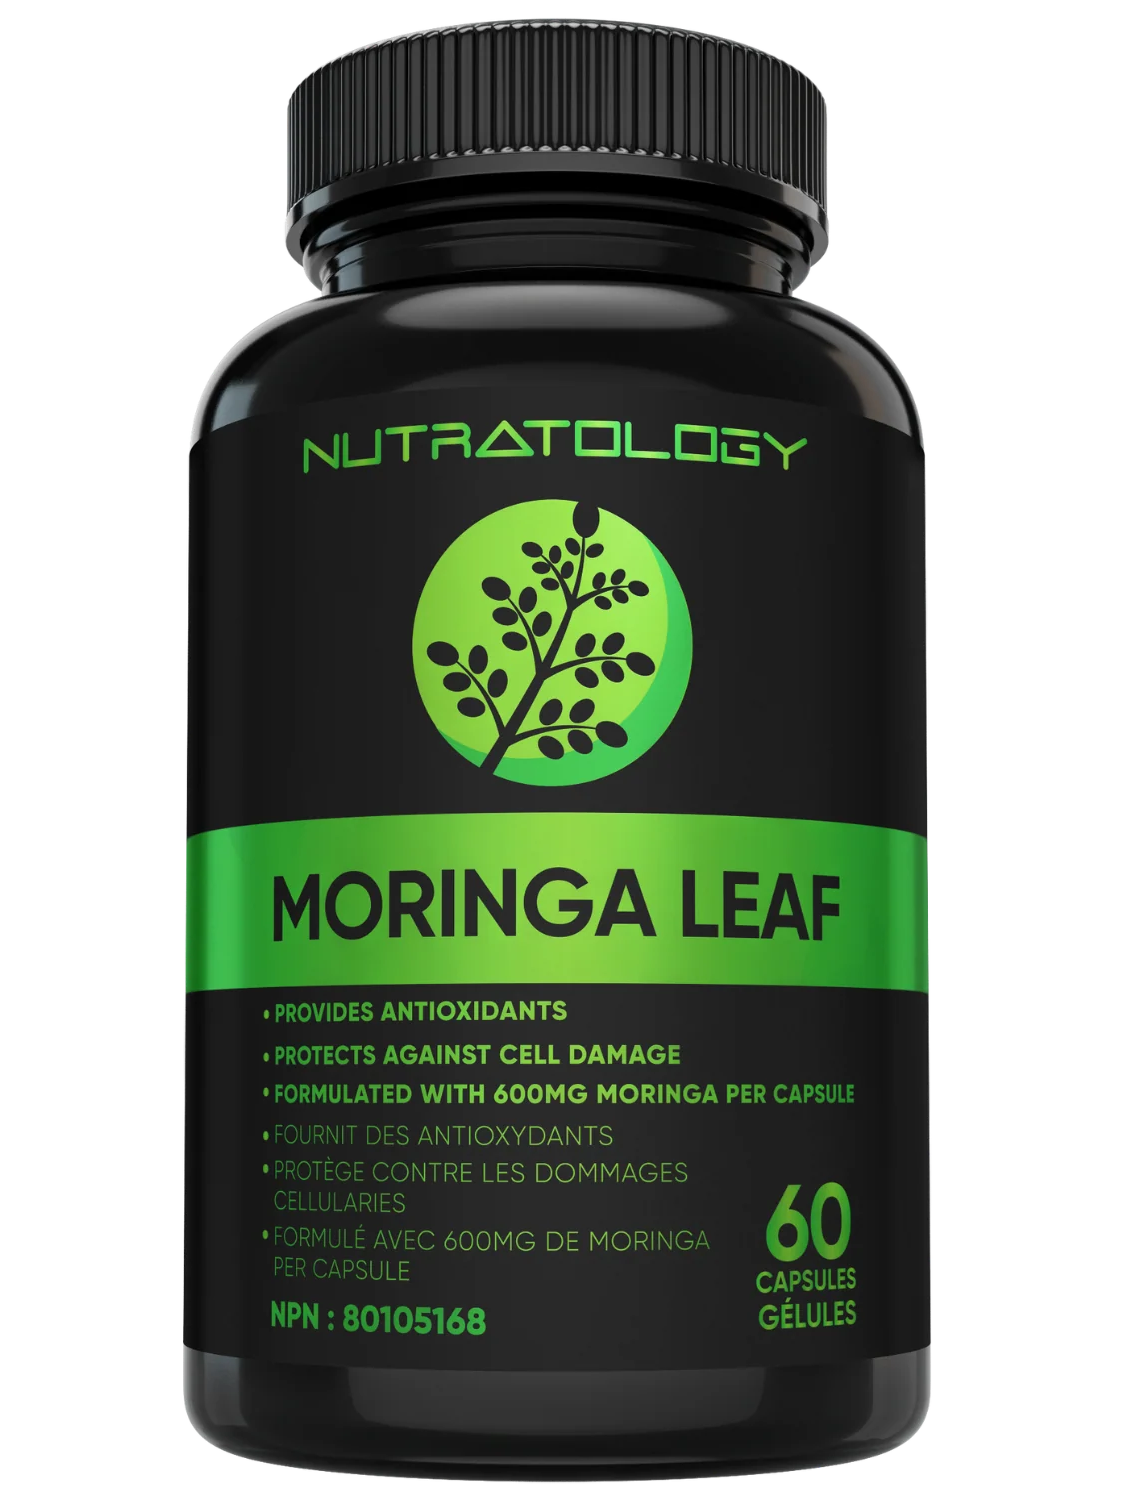 NUTRATOLOGY
MORINGA LEAF
• PROVIDES ANTIOXIDANTS
• PROTECTS AGAINST CELL DAMAGE
• FORMULATED WITH 600MG MORINGA PER CAPSULE
• FOURNIT DES ANTIOXYDANTS
• PROTÈGE CONTRE LES DOMMAGES
CELLULARIES
• FORMULÉ AVEC 600MG DE MORINGA
PER CAPSULE
NPN : 80105168
60
CAPSULES
GÉLULES